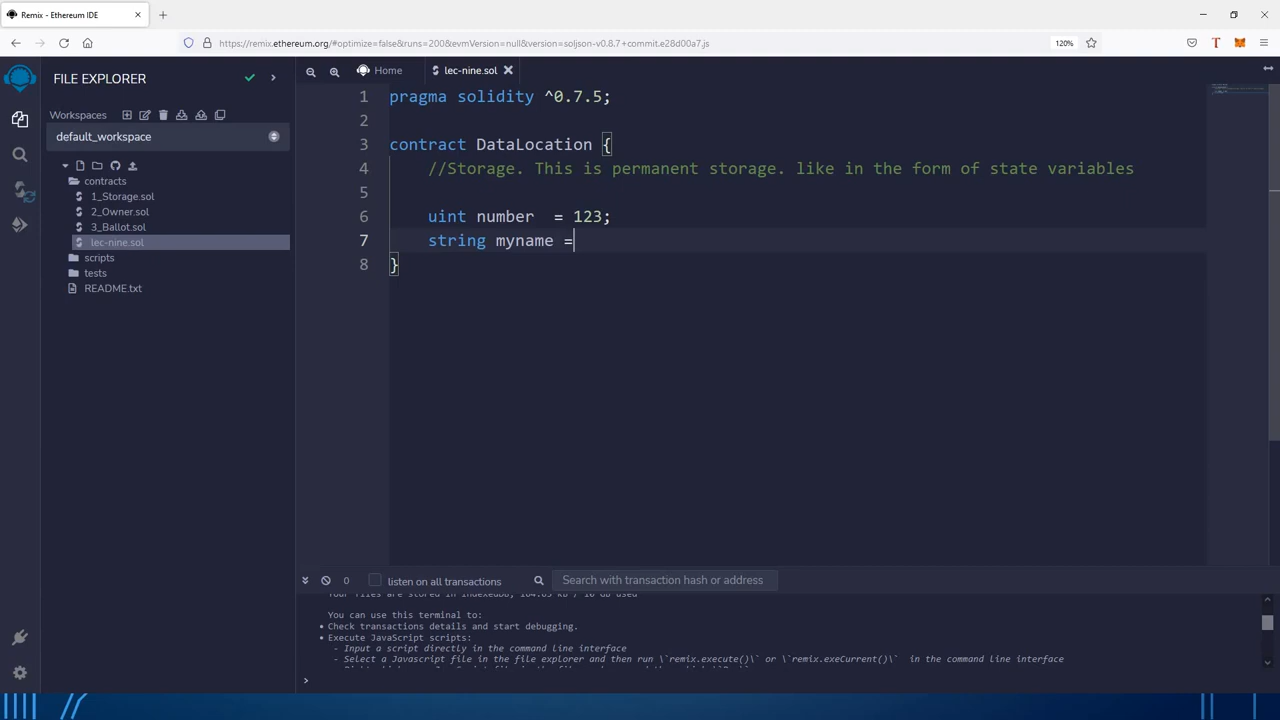 Remix - Ethereum IDE
https://remix.ethereum.org/#optimize=false&runs=200&evmVersion=null&version=soljson-v0.8.7+commit.e28d00a7.js
120%
FILE EXPLORER
Workspaces
default_workspace
contracts
1_Storage.sol
2_Owner.sol
3_Ballot.sol
lec-nine.sol
scripts
tests
README.txt
Home
lec-nine.sol
1 pragma solidity ^0.7.5;
2
3 contract DataLocation {
4 //Storage. This is permanent storage. like in the form of state variables
5
6 uint number  = 123;
7 string myname =
8 }
0
listen on all transactions
Search with transaction hash or address
You can use this terminal to:
• Check transactions details and start debugging.
• Execute JavaScript scripts:
- Input a script directly in the command line interface
- Select a Javascript file in the file explorer and then run \`remix.execute()\` or \`remix.exeCurrent()\`  in the command line interface
>